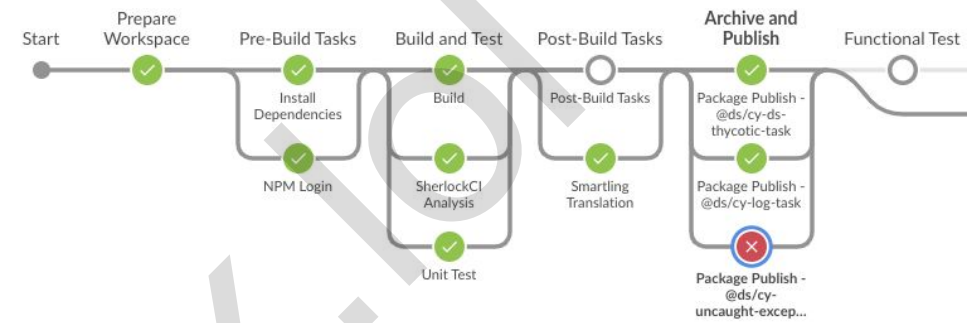 Start
Prepare
Workspace
Pre-Build Tasks
Build and Test
Post-Build Tasks
Archive and
Publish
Functional Test
Install
Dependencies
NPM Login
Build
SherlockCI
Analysis
Unit Test
Post-Build Tasks
Smartling
Translation
Package Publish -
@ds/cy-ds-
thycotic-task
Package Publish -
@ds/cy-log-task
Package Publish -
@ds/cy-
uncaught-excep...